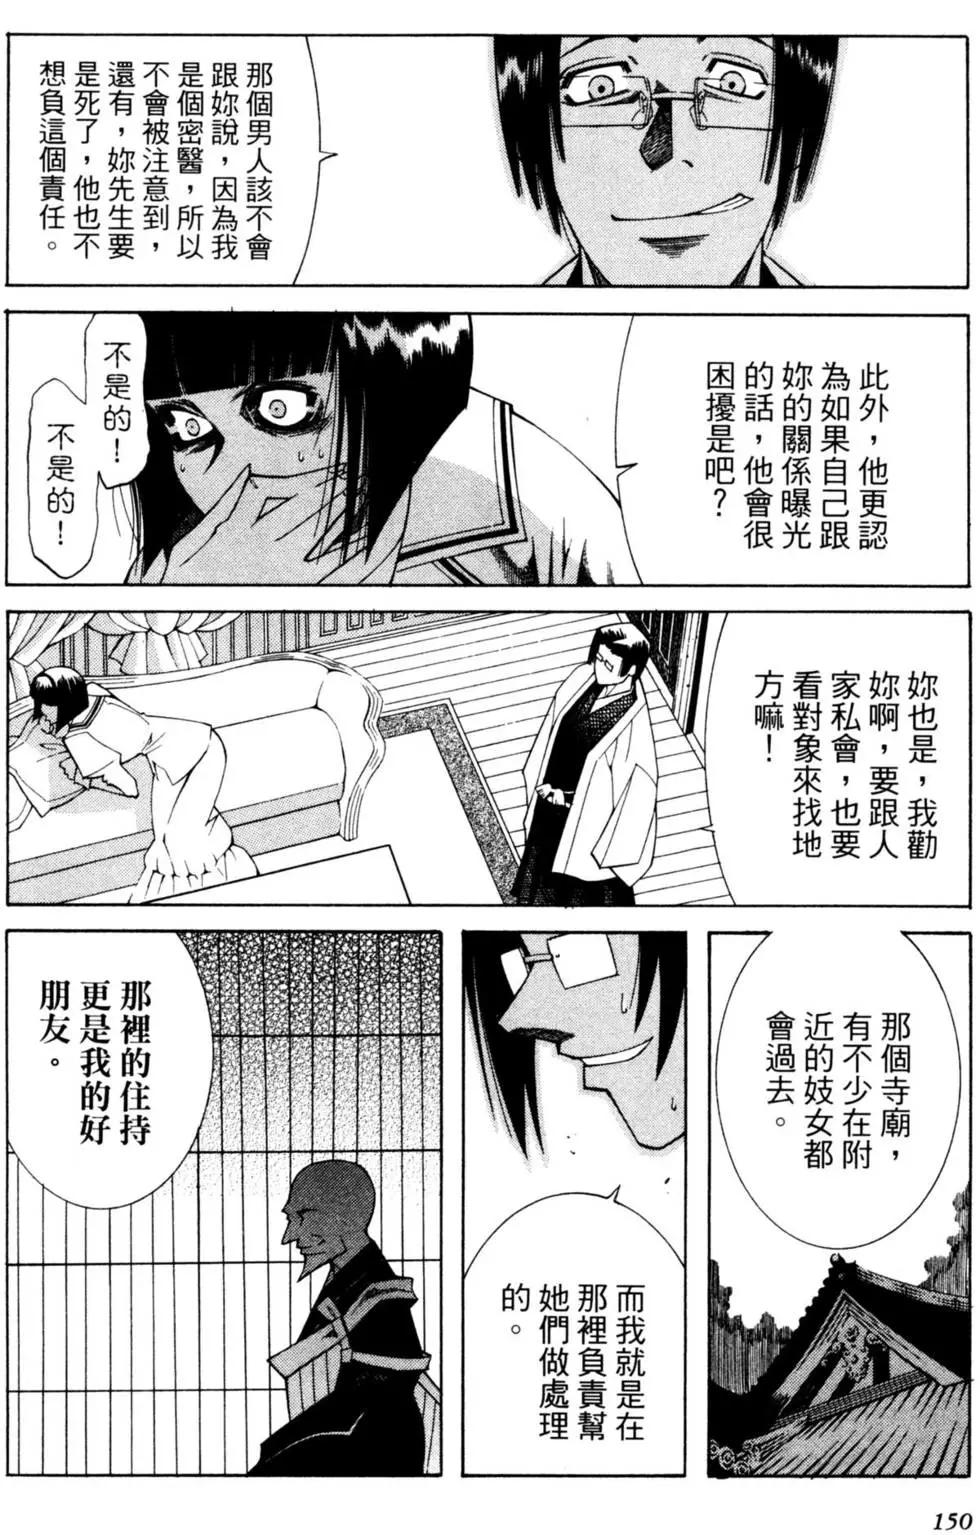 那個男人該不會
跟妳說，因為我
是個密醫，所以
不會被注意到，
還有，妳先生要
是死了，他也不
想負這個責任。
此外，他更認
為如果自己跟
妳的關係曝光
的話，他會很
困擾是吧？
不是的！
不是的！
妳也是，我勸
妳啊，要跟人
家私會，也要
看對象來找地
方嘛！
那個寺廟，
有不少在附
近的妓女都
會過去。
而我就是在
那裡負責幫
她們做處理
的。
那裡的住持
更是我的好
朋友。
150